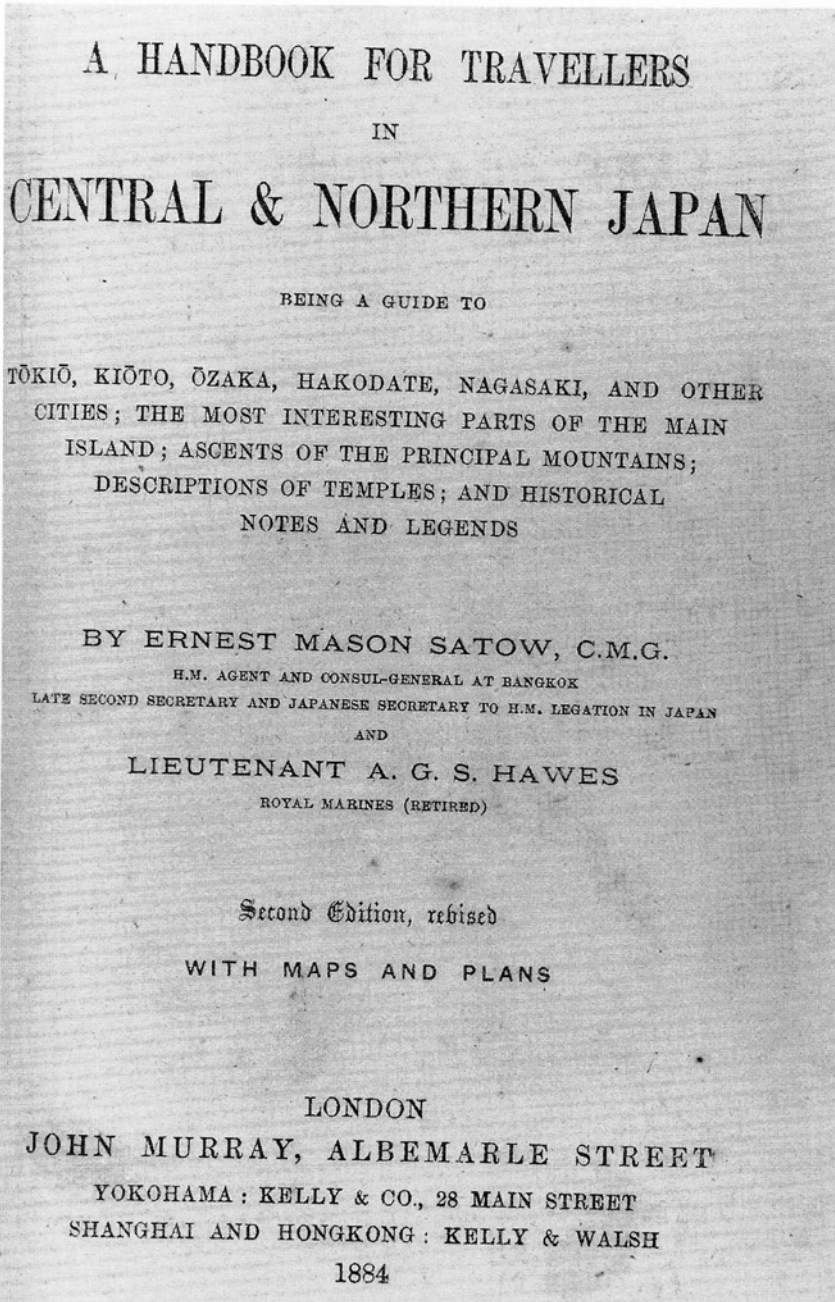 A HANDBOOK FOR TRAVELLERS
IN
CENTRAL & NORTHERN JAPAN
BEING A GUIDE TO
TŌKIŌ, KIŌTO, ŌZAKA, HAKODATE, NAGASAKI, AND OTHER
CITIES; THE MOST INTERESTING PARTS OF THE MAIN
ISLAND; ASCENTS OF THE PRINCIPAL MOUNTAINS;
DESCRIPTIONS OF TEMPLES; AND HISTORICAL
NOTES AND LEGENDS
BY ERNEST MASON SATOW, C.M.G.
H.M. AGENT AND CONSUL-GENERAL AT BANGKOK
LATE SECOND SECRETARY AND JAPANESE SECRETARY TO H.M. LEGATION IN JAPAN
AND
LIEUTENANT A. G. S. HAWES
ROYAL MARINES (RETIRED)
Second Edition, revised
WITH MAPS AND PLANS
LONDON
JOHN MURRAY, ALBEMARLE STREET
YOKOHAMA: KELLY & CO., 28 MAIN STREET
SHANGHAI AND HONGKONG: KELLY & WALSH
1884